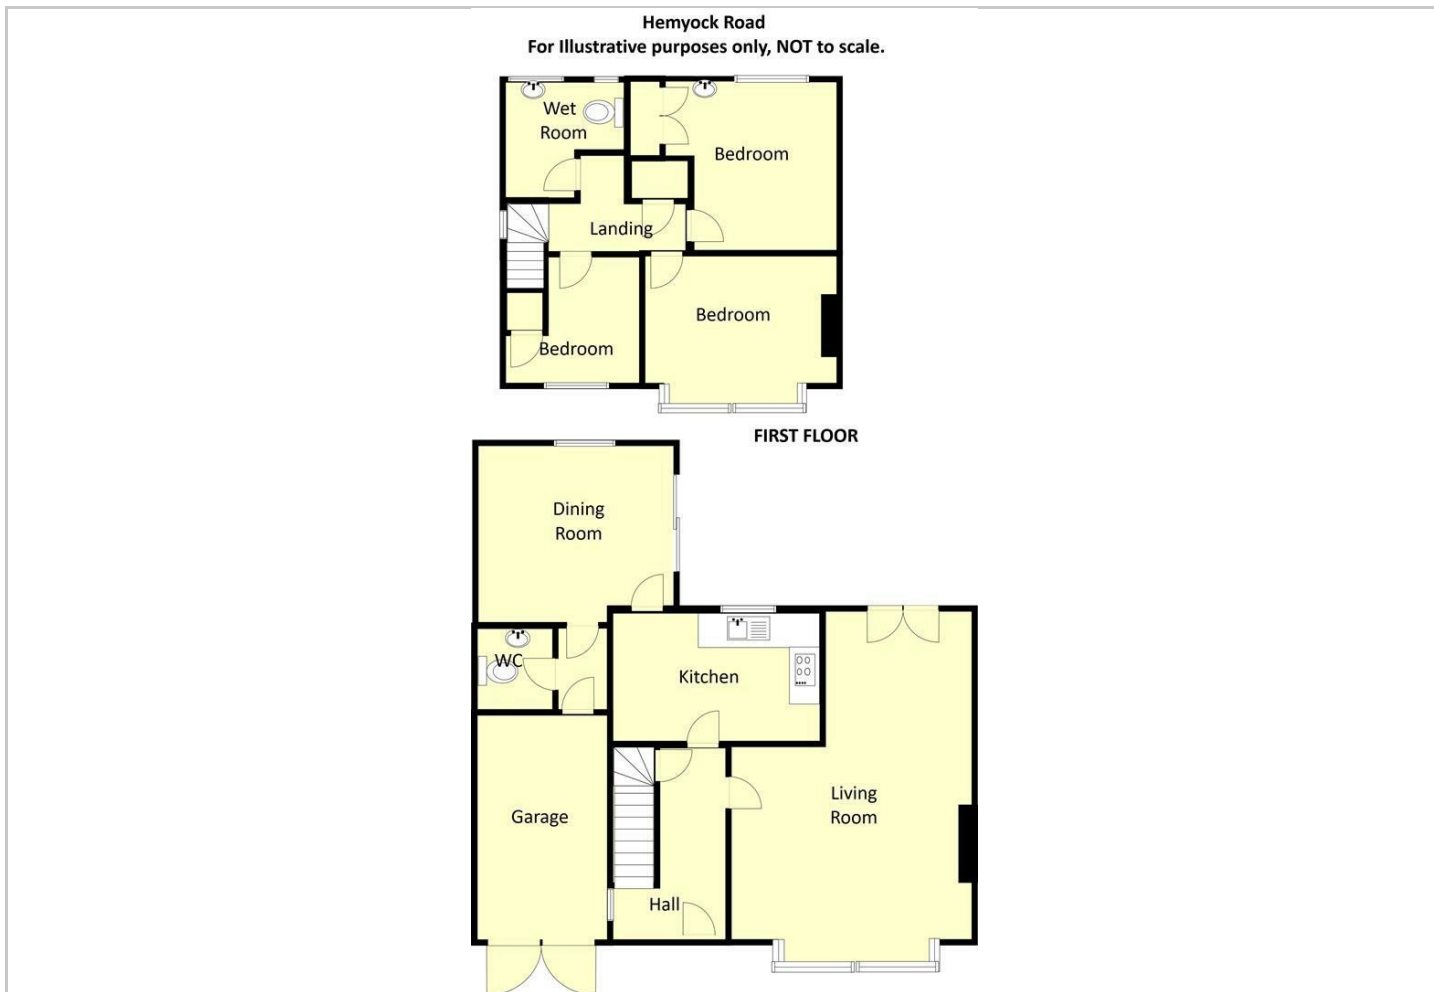 Hemyock Road
For Illustrative purposes only, NOT to scale.
Wet
Room
Bedroom
Landing
Bedroom
Bedroom
FIRST FLOOR
Dining
Room
WC
Kitchen
Living
Room
Garage
Hall